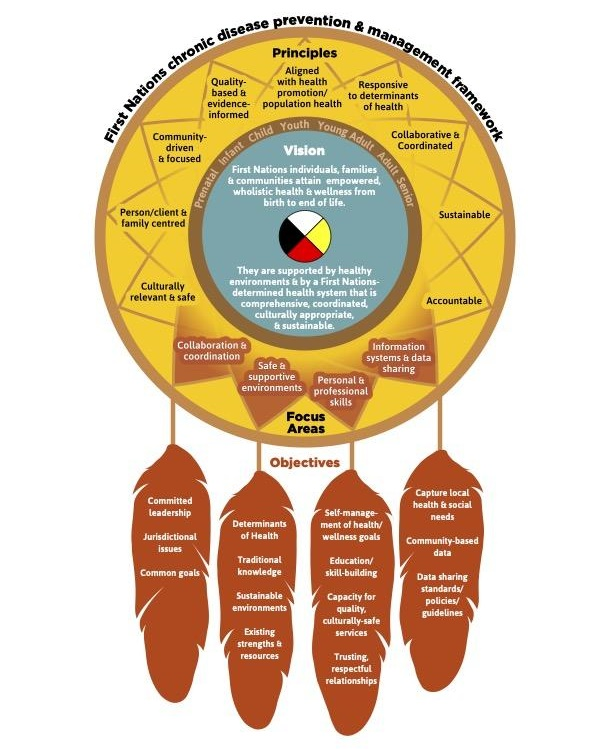 First Nations chronic disease prevention & management framework
Principles
Culturally
relevant & safe
Person/client &
family centred
Community-
driven
& focused
Quality-
based &
evidence-
informed
Aligned
with health
promotion/
population health
Responsive
to determinants
of health
Collaborative &
Coordinated
Sustainable
Accountable
Prenatal Infant Child Youth Young Adult Adult Senior
Vision
First Nations individuals, families
& communities attain empowered,
wholistic health & wellness from
birth to end of life.
They are supported by healthy
environments & by a First Nations-
determined health system that is
comprehensive, coordinated,
culturally appropriate,
& sustainable.
Collaboration &
coordination
Safe &
supportive
environments
Personal &
professional
skills
Information
systems & data
sharing
Focus
Areas
Objectives
Committed
leadership
Jurisdictional
issues
Common goals
Determinants
of Health
Traditional
knowledge
Sustainable
environments
Existing
strengths &
resources
Self-manage-
ment of health/
wellness goals
Education/
skill-building
Capacity for
quality,
culturally-safe
services
Trusting,
respectful
relationships
Capture local
health & social
needs
Community-based
data
Data sharing
standards/
policies/
guidelines